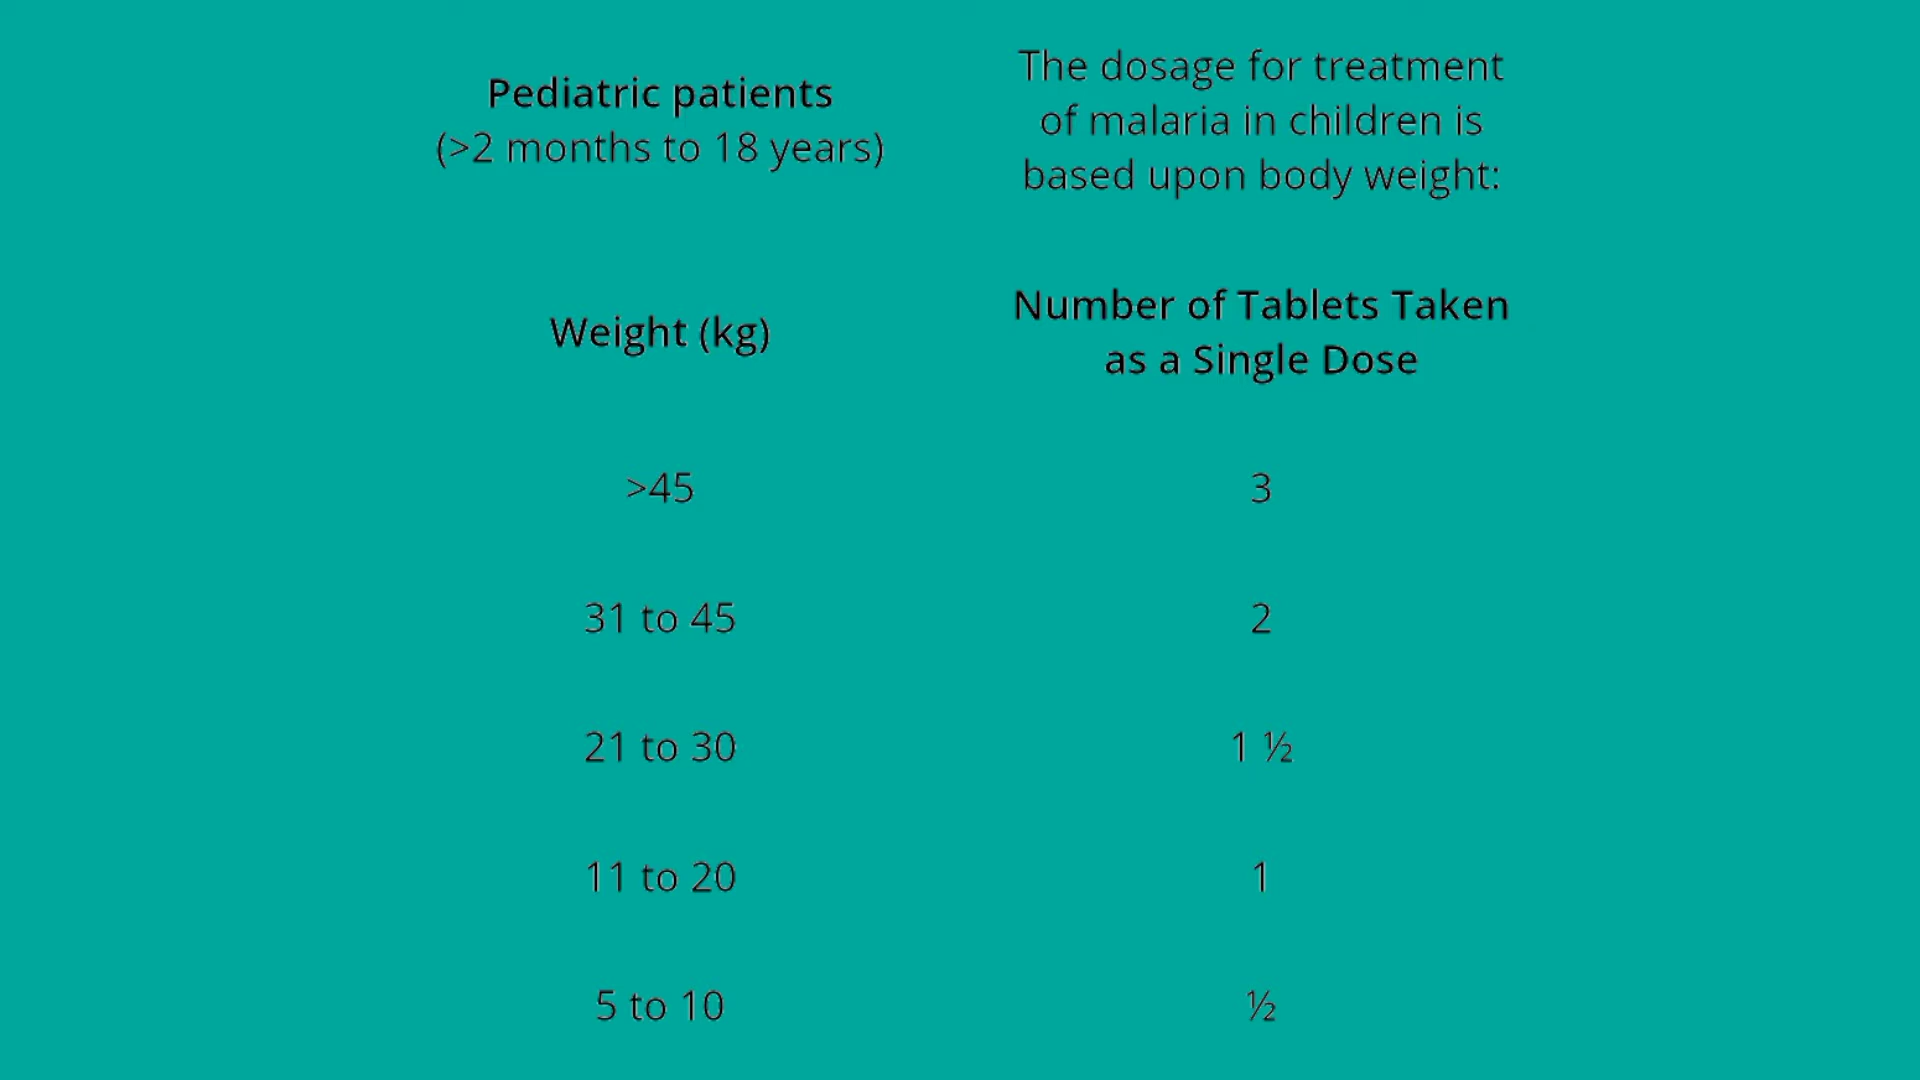 Pediatric patients
(>2 months to 18 years)
The dosage for treatment
of malaria in children is
based upon body weight:
Weight (kg)
Number of Tablets Taken
as a Single Dose
>45
3
31 to 45
2
21 to 30
1 ½
11 to 20
1
5 to 10
½